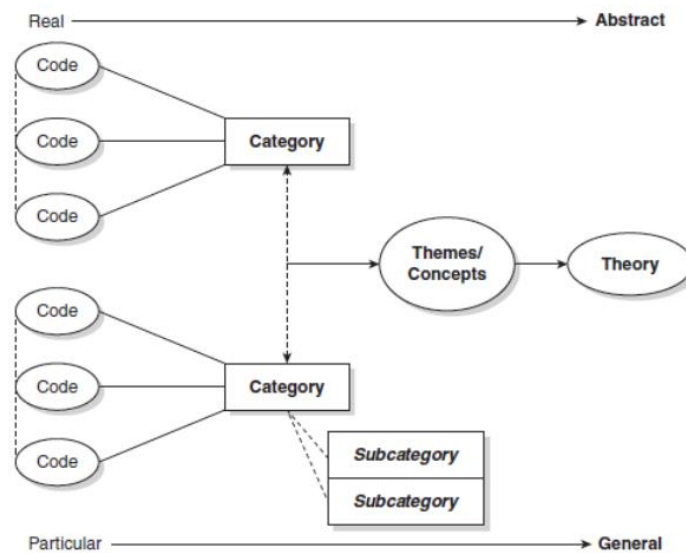 Real Abstract
Code
Code
Category
Code
Themes/
Concepts
Theory
Code
Code
Category
Code
Subcategory
Subcategory
Particular General